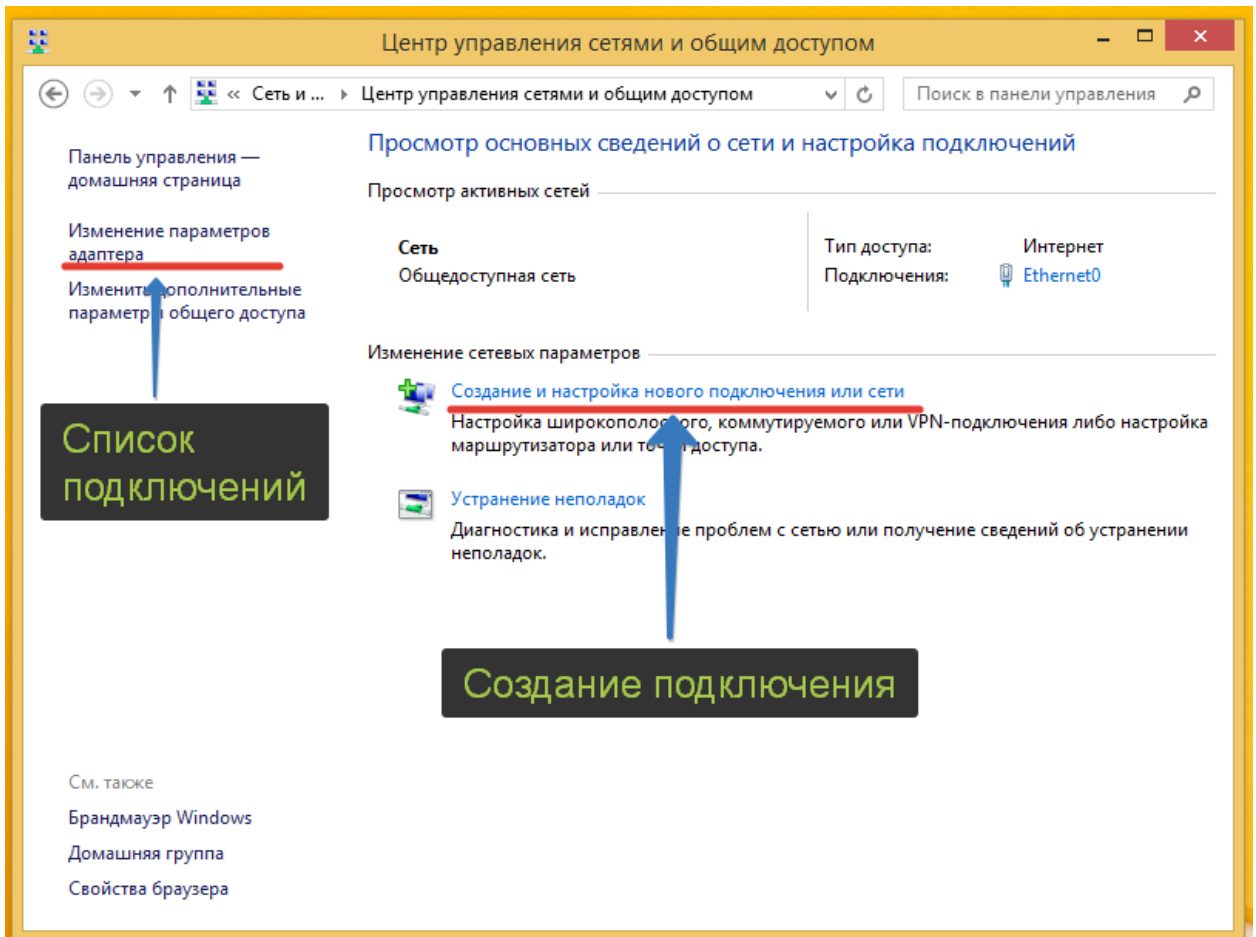 Центр управления сетями и общим доступом
« Сеть и ... Центр управления сетями и общим доступом
Поиск в панели управления
Панель управления —
домашняя страница
Изменение параметров
адаптера
Изменить дополнительные
параметры общего доступа
Список
подключений
Просмотр основных сведений о сети и настройка подключений
Просмотр активных сетей
Сеть
Общедоступная сеть
Тип доступа: Интернет
Подключения: Ethernet0
Изменение сетевых параметров
Создание и настройка нового подключения или сети
Настройка широкополосного, коммутируемого или VPN-подключения либо настройка
маршрутизатора или точки доступа.
Устранение неполадок
Диагностика и исправление проблем с сетью или получение сведений об устранении
неполадок.
Создание подключения
См. также
Брандмауэр Windows
Домашняя группа
Свойства браузера